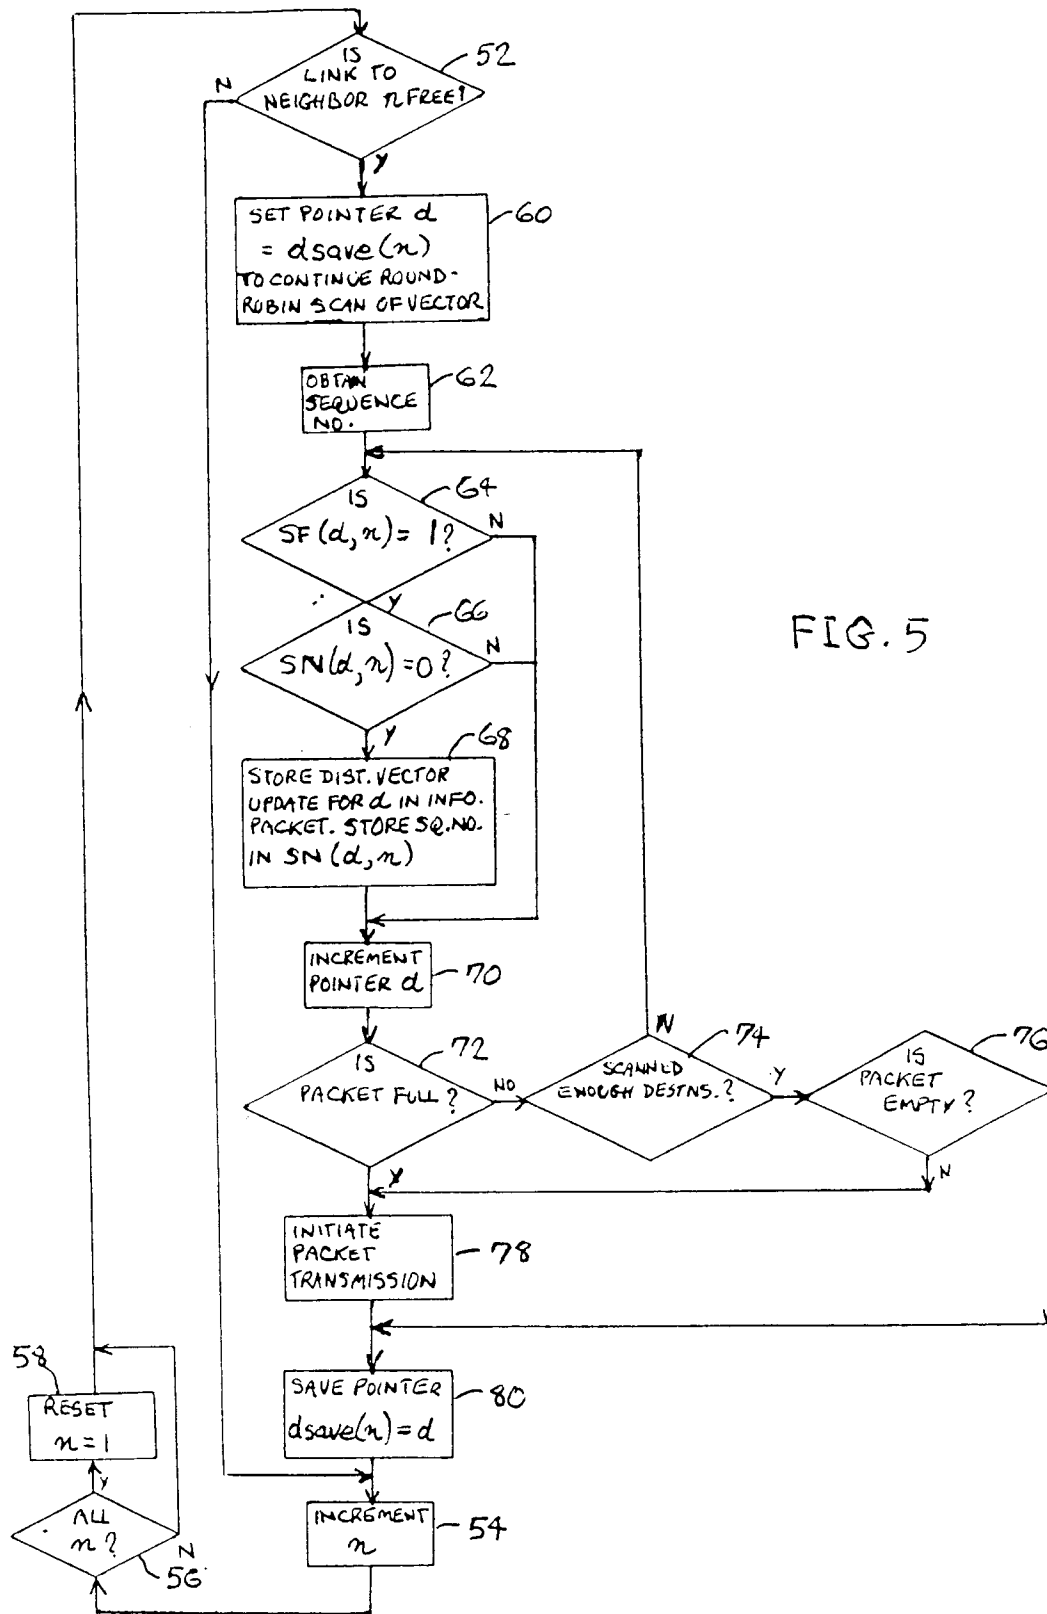 IS
LINK TO
NEIGHBOR n FREE?
52
N
Y
SET POINTER d
= dsave(n)
TO CONTINUE ROUND-
ROBIN SCAN OF VECTOR
60
OBTAIN
SEQUENCE
NO.
62
IS
SF(d,n) = 1?
64
N
Y
IS
SN(d,n) = 0?
66
N
Y
FIG. 5
STORE DIST. VECTOR
UPDATE FOR d IN INFO.
PACKET. STORE SQ. NO.
IN SN(d,n)
68
INCREMENT
POINTER d
70
IS
PACKET FULL?
72
NO
Y
SCANNED
ENOUGH DESTNS.?
74
N
Y
IS
PACKET
EMPTY?
76
N
INITIATE
PACKET
TRANSMISSION
78
SAVE POINTER
dsave(n) = d
80
INCREMENT
n
54
58
RESET
n = 1
Y
ALL
n?
N
56